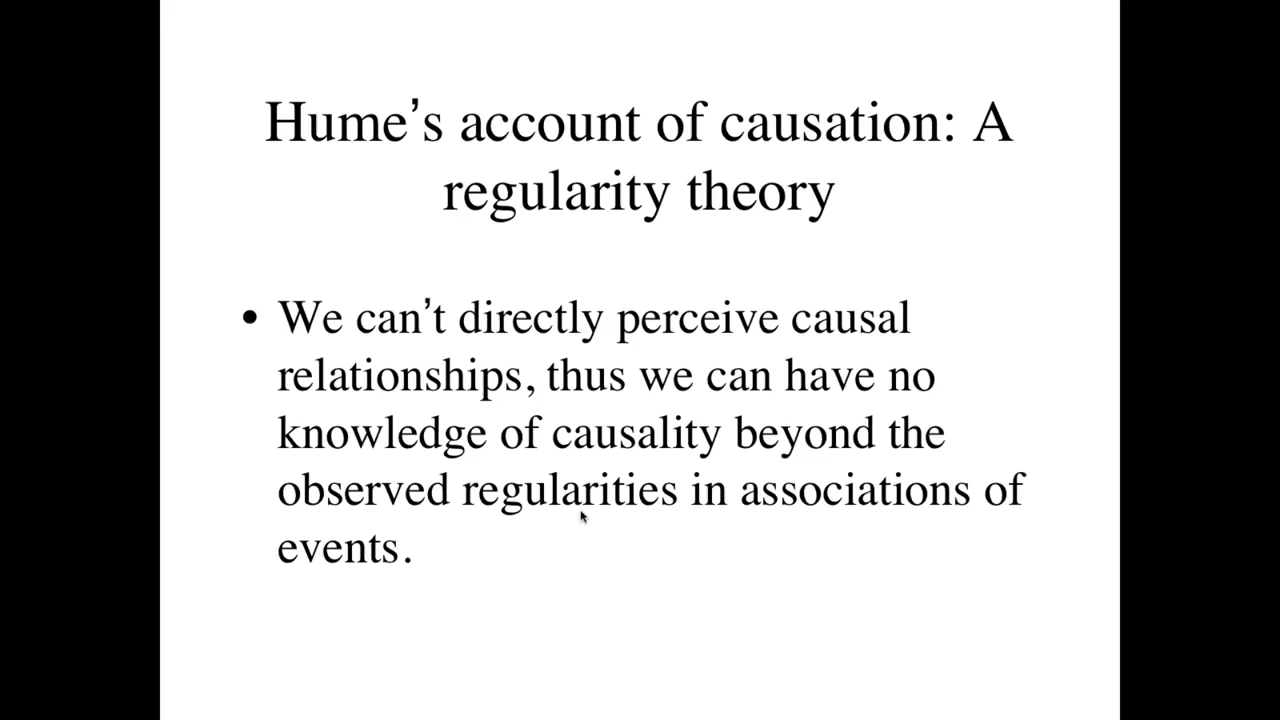 Hume’s account of causation: A
regularity theory
• We can’t directly perceive causal
relationships, thus we can have no
knowledge of causality beyond the
observed regularities in associations of
events.